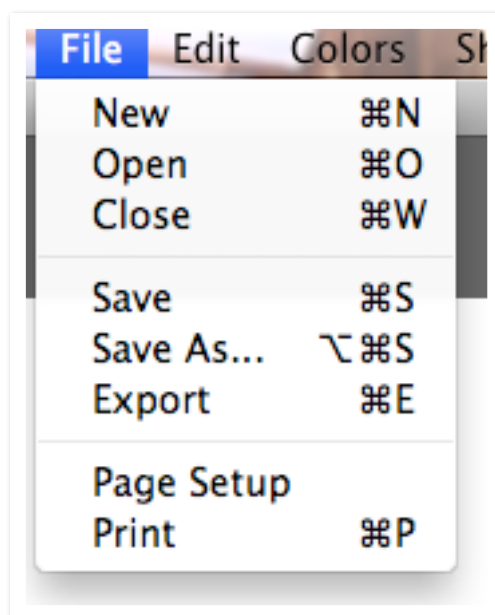 File Edit Colors
New ⌘N
Open ⌘O
Close ⌘W
Save ⌘S
Save As... ⌥⌘S
Export ⌘E
Page Setup
Print ⌘P